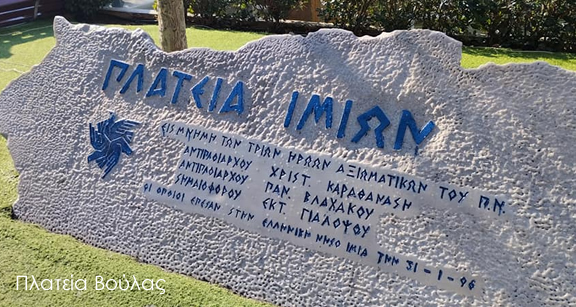 ΠΛΑΤΕΙΑ ΙΜΙΩΝ
ΕΙΣ ΜΝΗΜΗ ΤΩΝ ΤΡΙΩΝ ΗΡΩΩΝ ΑΞΙΩΜΑΤΙΚΩΝ ΤΟΥ Π.Ν.
ΑΝΤΙΠΛΟΙΑΡΧΟΥ ΧΡΙΣΤ. ΚΑΡΑΘΑΝΑΣΗ
ΑΝΤΙΠΛΟΙΑΡΧΟΥ ΠΑΝ. ΒΛΑΧΑΚΟΥ
ΣΗΜΑΙΟΦΟΡΟΥ ΕΚΤ. ΓΙΑΛΟΨΟΥ
ΟΙ ΟΠΟΙΟΙ ΕΠΕΣΑΝ ΣΤΗΝ ΕΛΛΗΝΙΚΗ ΝΗΣΟ ΙΜΙΑ ΤΗΝ 31-1-96
Πλατεία Βούλας